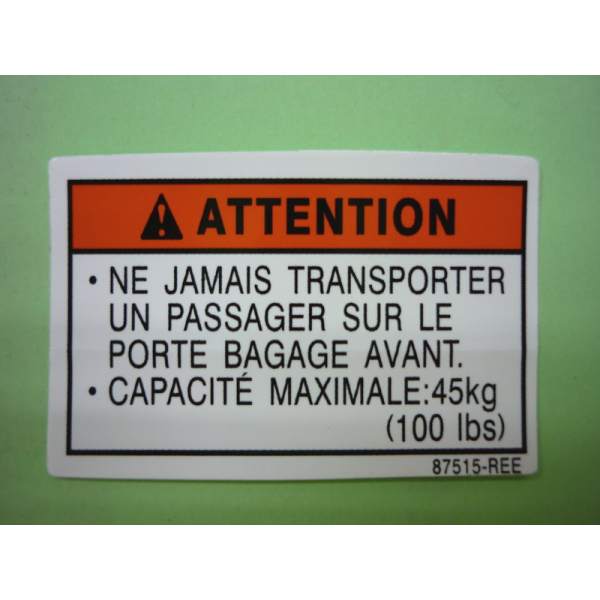 ATTENTION
• NE JAMAIS TRANSPORTER
UN PASSAGER SUR LE
PORTE BAGAGE AVANT.
• CAPACITÉ MAXIMALE:45kg
(100 lbs)
87515-REE